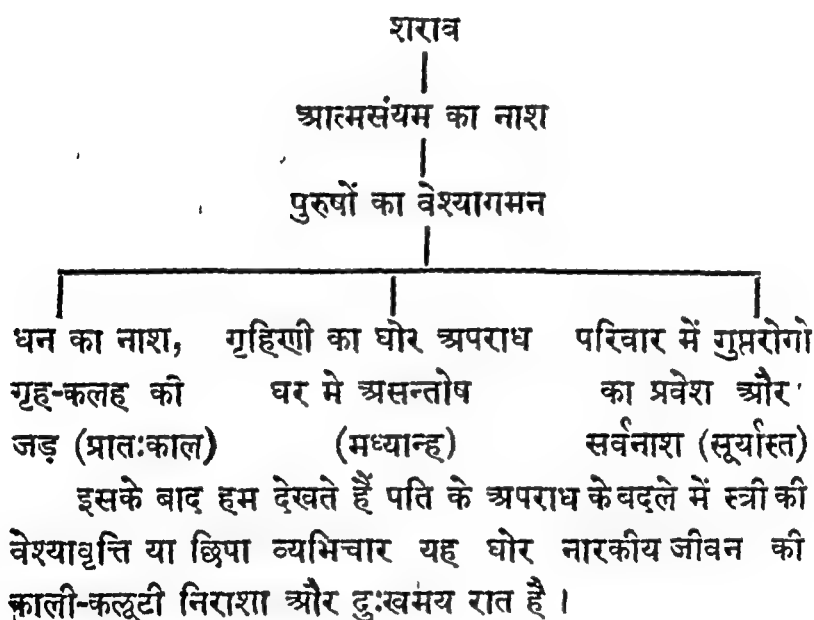 शराब
आत्मसंयम का नाश
पुरुषों का वेश्यागमन
धन का नाश,
गृह-कलह की
जड़ (प्रातःकाल)
गृहिणी का घोर अपराध
घर मे असन्तोष
(मध्यान्ह)
परिवार में गुप्तरोगो
का प्रवेश और
सर्वनाश (सूर्यास्त)
इसके बाद हम देखते हैं पति के अपराध के बदले में स्त्री की
वेश्यावृत्ति या छिपा व्यभिचार यह घोर नारकीय जीवन की
काली-कलूटी निराशा और दुःखमय रात है ।